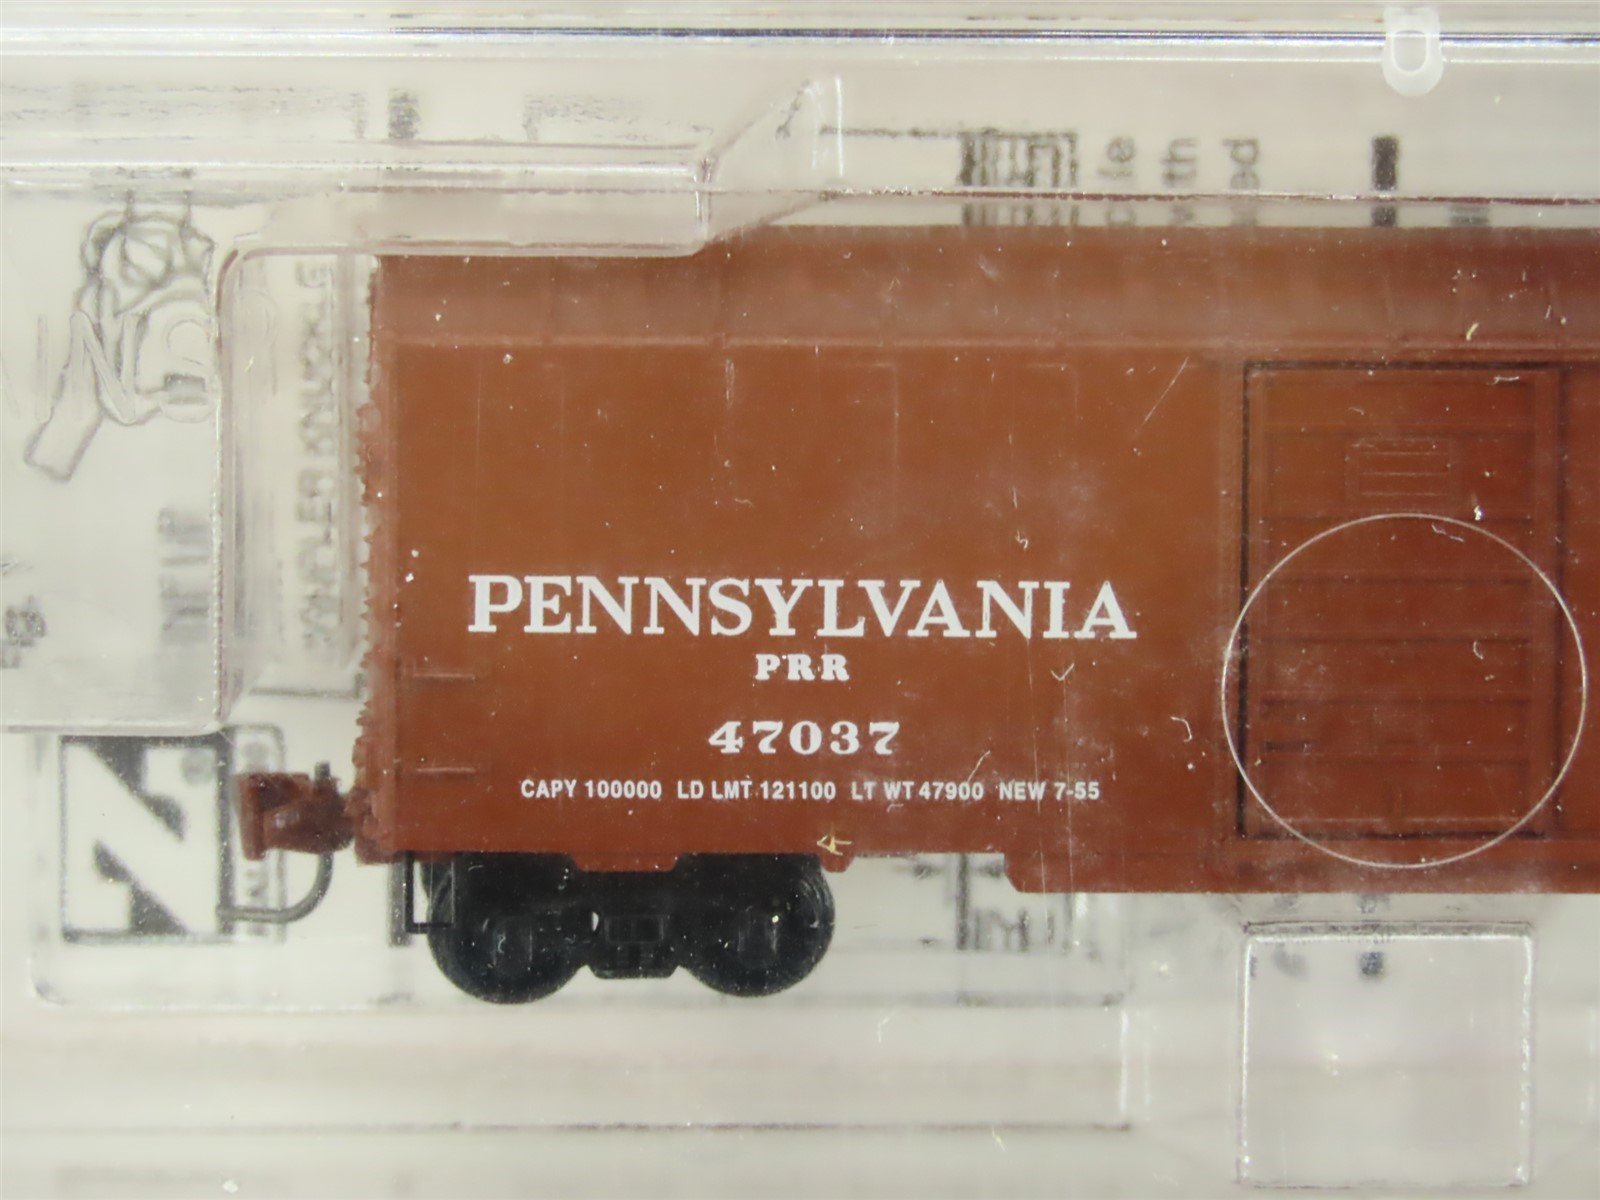 PENNSYLVANIA
PRR
47037
CAPY 100000 LD LMT 121100 LT WT 47900 NEW 7-55